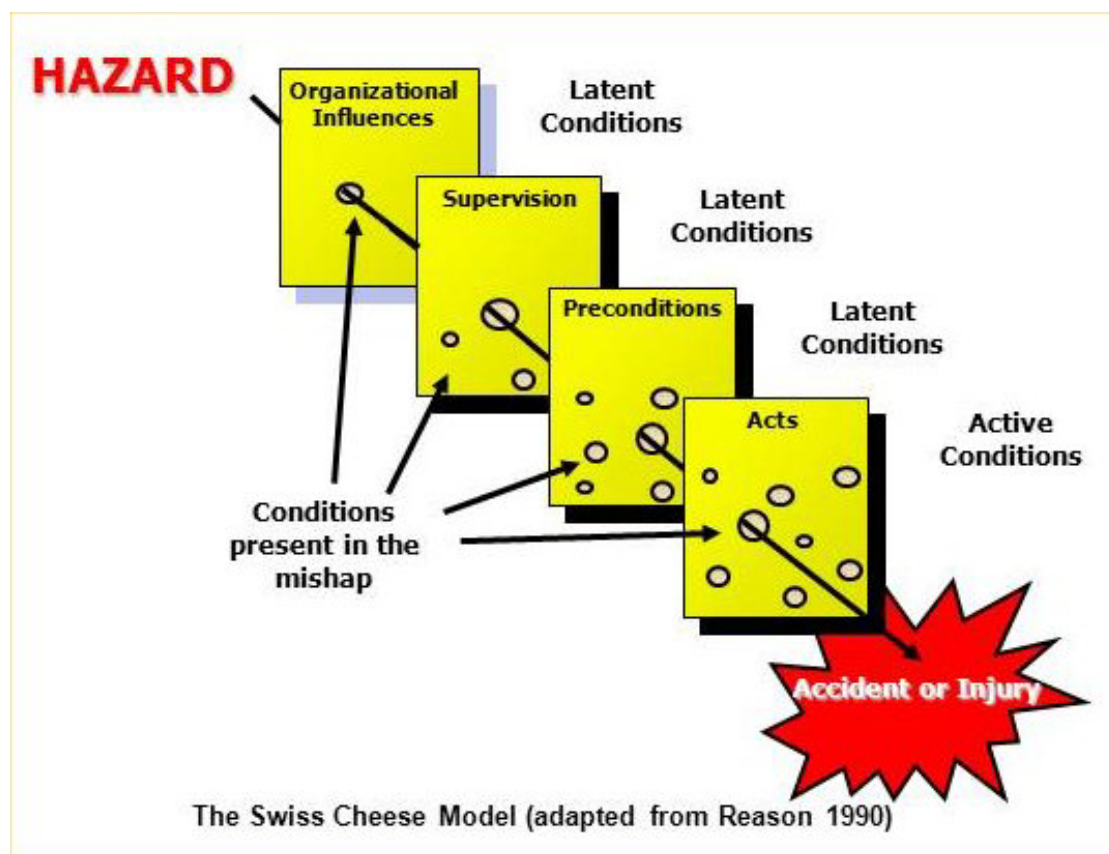 HAZARD
Organizational
Influences
Latent
Conditions
Supervision
Latent
Conditions
Preconditions
Latent
Conditions
Acts
Active
Conditions
Conditions
present in the
mishap
Accident or Injury
The Swiss Cheese Model (adapted from Reason 1990)